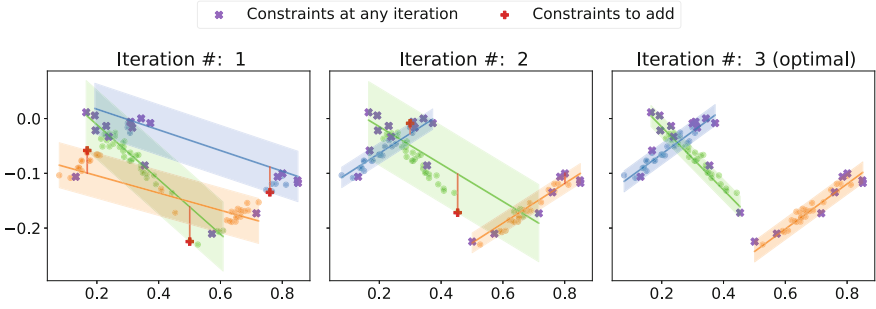 Constraints at any iteration Constraints to add
Iteration #: 1 Iteration #: 2 Iteration #: 3 (optimal)
0.0
−0.1
−0.2
0.2 0.4 0.6 0.8 0.2 0.4 0.6 0.8 0.2 0.4 0.6 0.8